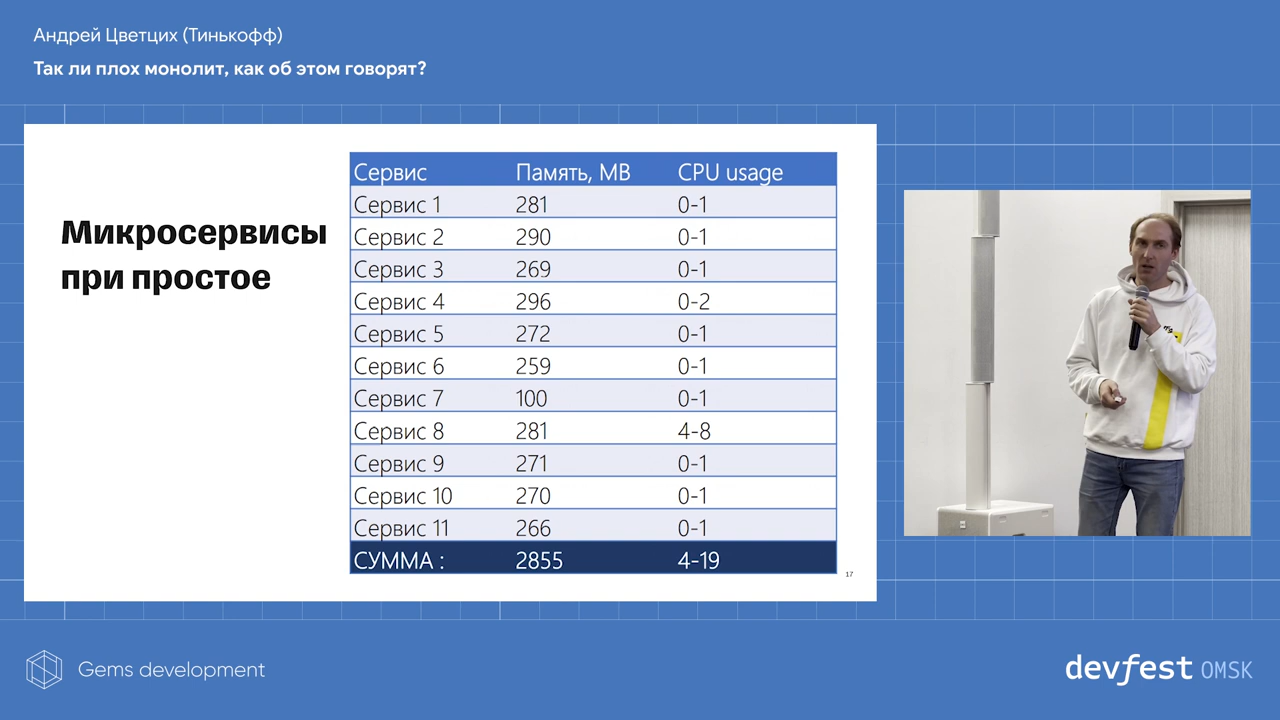 Андрей Цветцих (Тинькофф)
Так ли плох монолит, как об этом говорят?
Микросервисы
при простое
Сервис Память, МВ CPU usage
Сервис 1 281 0-1
Сервис 2 290 0-1
Сервис 3 269 0-1
Сервис 4 296 0-2
Сервис 5 272 0-1
Сервис 6 259 0-1
Сервис 7 100 0-1
Сервис 8 281 4-8
Сервис 9 271 0-1
Сервис 10 270 0-1
Сервис 11 266 0-1
СУММА : 2855 4-19
17
Gems development
devfest OMSK